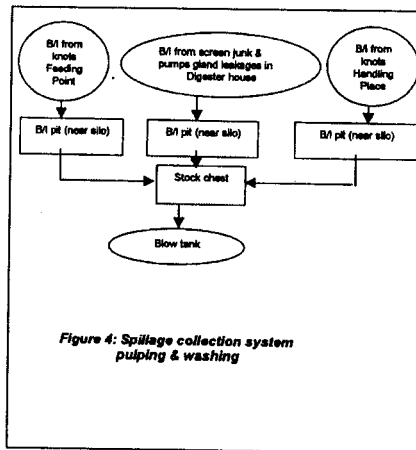 B/l from
knots
Feeding
Point
B/l from screen junk &
pumps gland leakages in
Digester house
B/l from
knots
Handling
Place
B/l pit (near silo)
B/l pit (near silo)
B/l pit (near silo)
Stock chest
Blow tank
Figure 4: Spillage collection system
pulping & washing